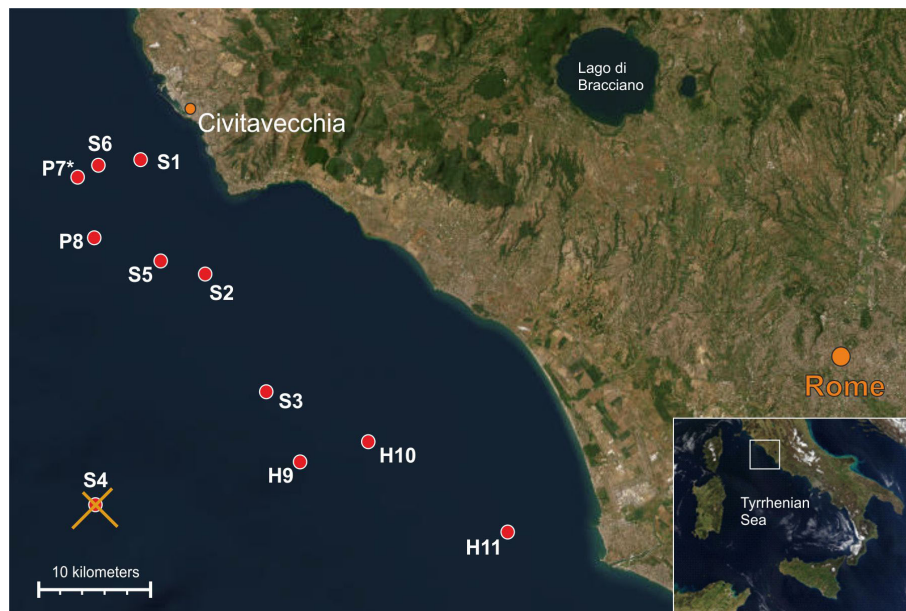 Lago di
Bracciano
Civitavecchia
S6
S1
P7*
P8
S5
S2
Rome
S3
H10
H9
S4
Tyrrhenian
Sea
H11
10 kilometers